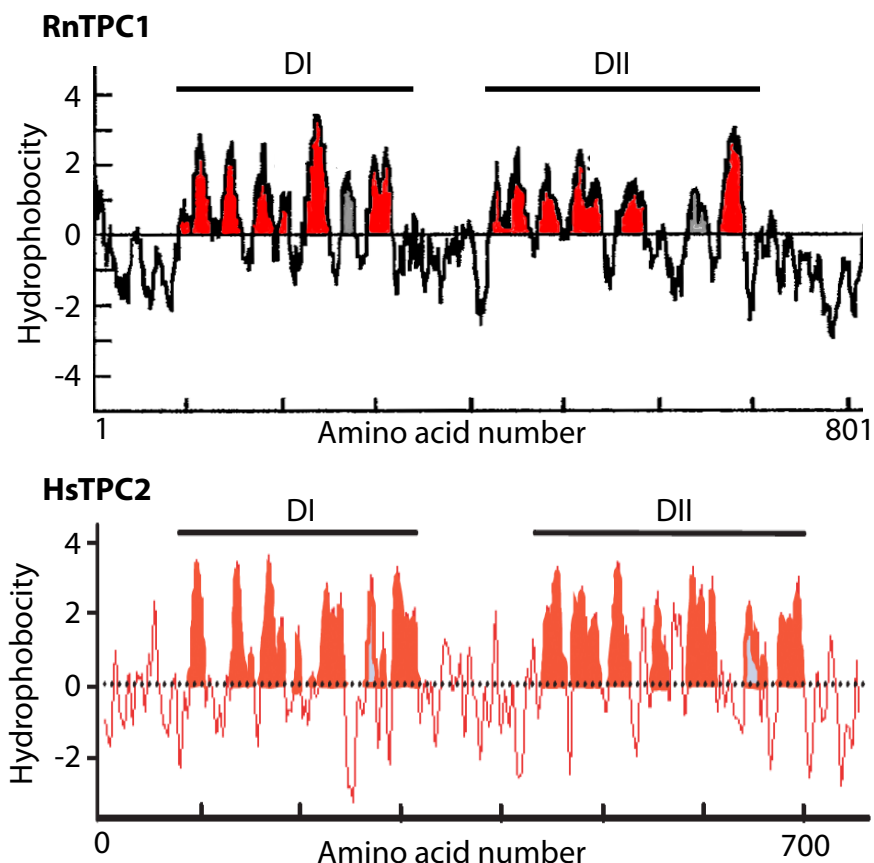 RnTPC1
DI
DII
Hydrophobocity
4
2
0
-2
-4
1
801
Amino acid number
HsTPC2
DI
DII
Hydrophobocity
4
2
0
-2
0
700
Amino acid number